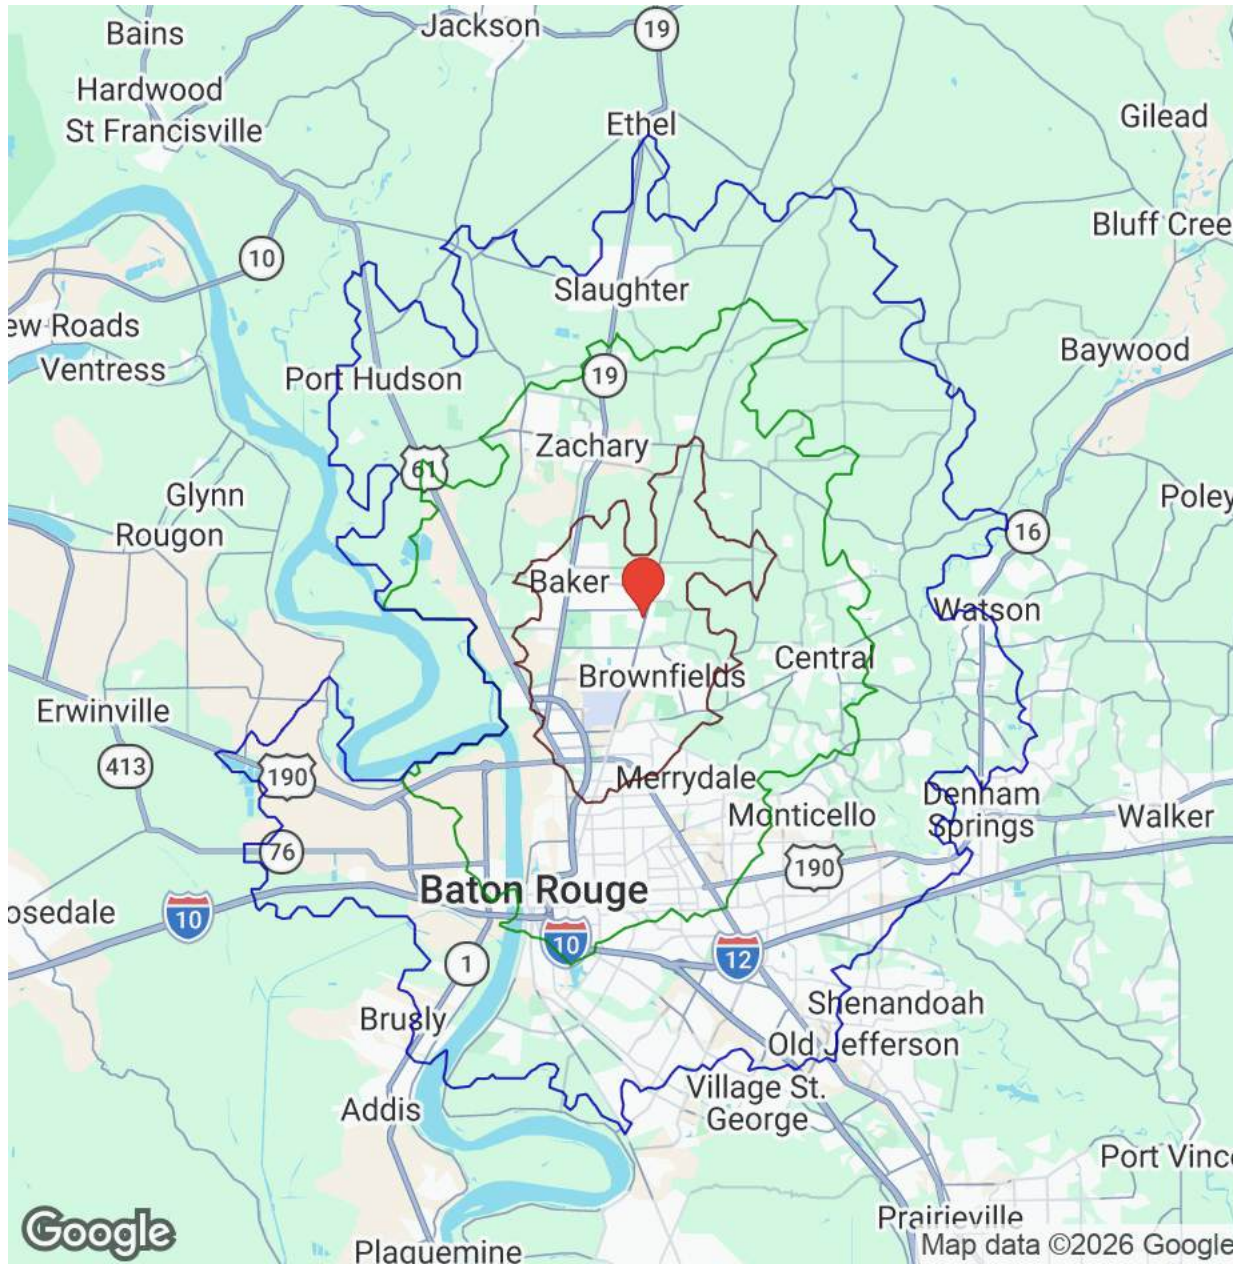 Bains
Jackson
19
Hardwood
St Francisville
Ethel
Gilead
Bluff Cree
10
Slaughter
ew Roads
Ventress
Port Hudson
19
Baywood
Zachary
61
Glynn
Rougon
Poley
16
Baker
Watson
Central
Brownfields
Erwinville
413
190
Merrydale
Monticello
Denham
Springs
Walker
76
190
Baton Rouge
osedale
10
10
12
1
Shenandoah
Brusly
Old Jefferson
Village St.
George
Addis
Port Vince
Prairieville
Google
Plaquemine
Map data ©2026 Google